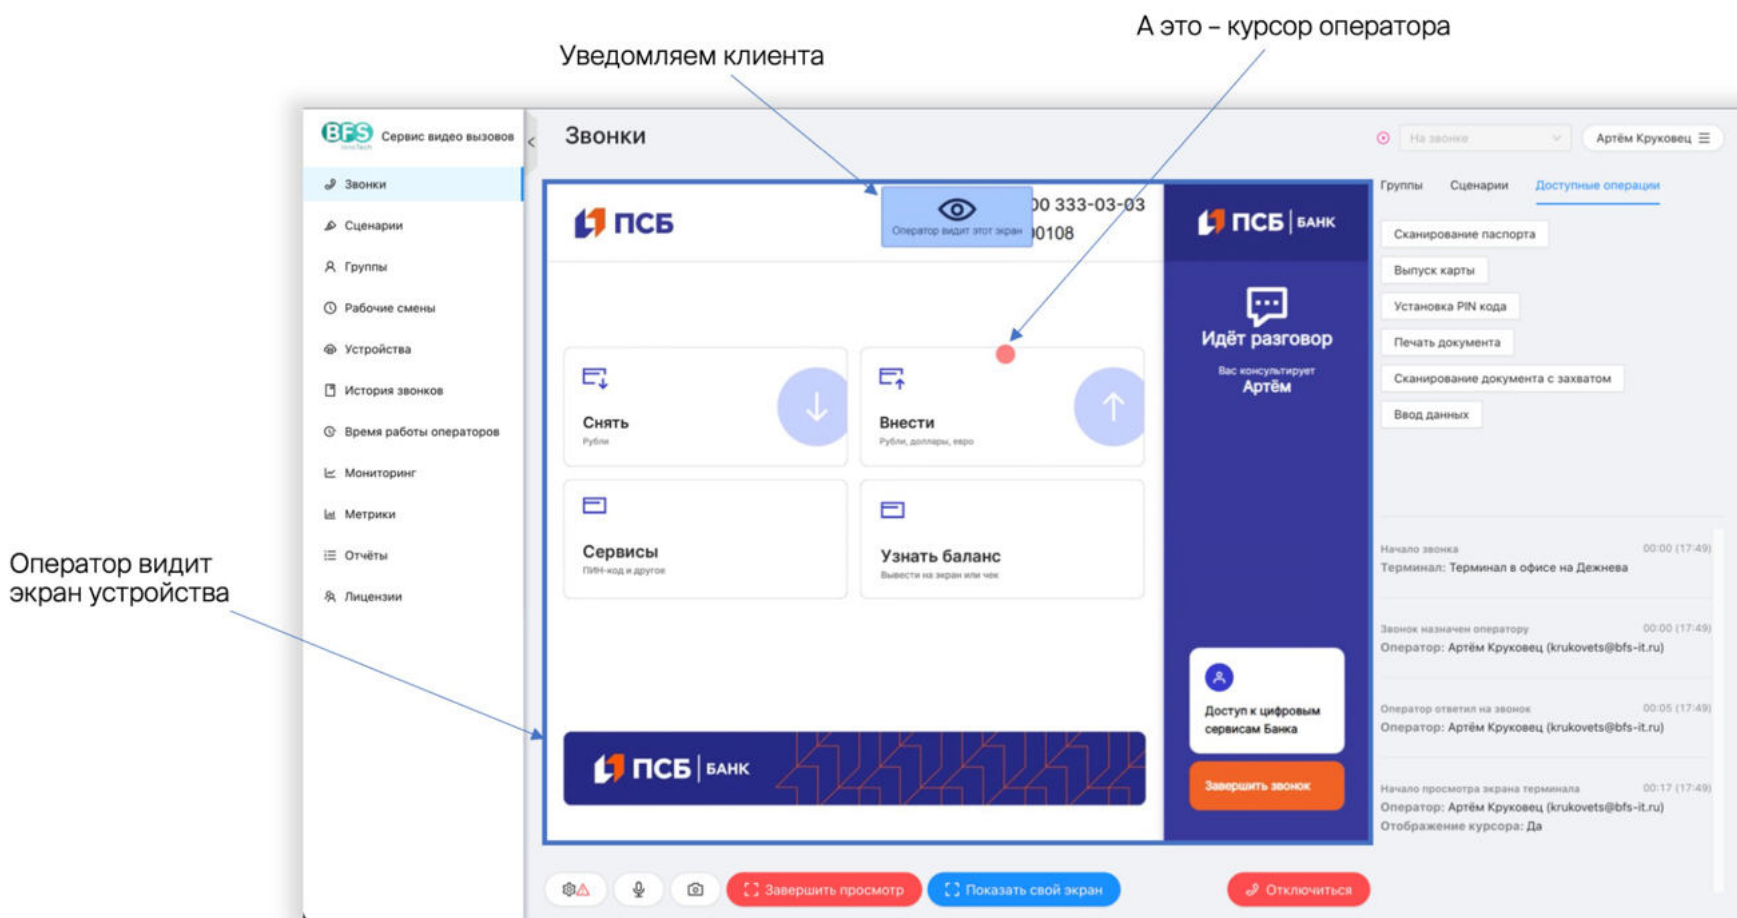 А это – курсор оператора
Уведомляем клиента
Оператор видит
экран устройства
BFS
Сервис видео вызовов
Звонки
Сценарии
Группы
Рабочие смены
Устройства
История звонков
Время работы операторов
Мониторинг
Метрики
Отчёты
Лицензии
Звонки
На звонке
Артём Круковец
ПСБ
Оператор видит этот экран
00 333-03-03
0108
Снять
Рубли
Внести
Рубли, доллары, евро
Сервисы
ПИН-код и другое
Узнать баланс
Вывести на экран или чек
ПСБ БАНК
ПСБ БАНК
Идёт разговор
Вас консультирует
Артём
Доступ к цифровым
сервисам Банка
Завершить звонок
Завершить просмотр
Показать свой экран
Отключиться
Группы Сценарии Доступные операции
Сканирование паспорта
Выпуск карты
Установка PIN кода
Печать документа
Сканирование документа с захватом
Ввод данных
Начало звонка 00:00 (17:49)
Терминал: Терминал в офисе на Дежнева
Звонок назначен оператору 00:00 (17:49)
Оператор: Артём Круковец (krukovets@bfs-it.ru)
Оператор ответил на звонок 00:05 (17:49)
Оператор: Артём Круковец (krukovets@bfs-it.ru)
Начало просмотра экрана терминала 00:17 (17:49)
Оператор: Артём Круковец (krukovets@bfs-it.ru)
Отображение курсора: Да